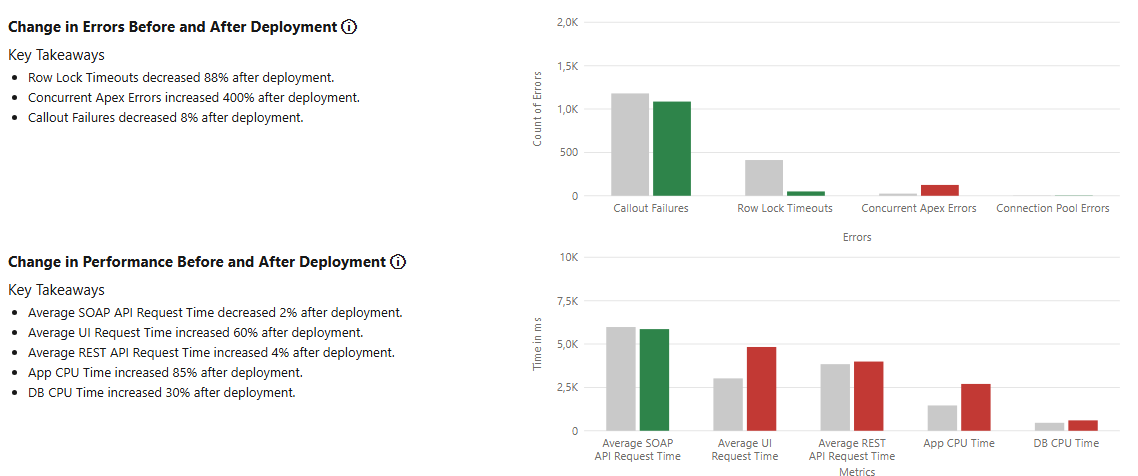 Change in Errors Before and After Deployment
Key Takeaways
Row Lock Timeouts decreased 88% after deployment.
Concurrent Apex Errors increased 400% after deployment.
Callout Failures decreased 8% after deployment.
Count of Errors
2,0K
1,5K
1,0K
500
0
Callout Failures
Row Lock Timeouts
Concurrent Apex Errors
Connection Pool Errors
Errors
Change in Performance Before and After Deployment
Key Takeaways
Average SOAP API Request Time decreased 2% after deployment.
Average UI Request Time increased 60% after deployment.
Average REST API Request Time increased 4% after deployment.
App CPU Time increased 85% after deployment.
DB CPU Time increased 30% after deployment.
Time in ms
10K
7,5K
5,0K
2,5K
0
Average SOAP
API Request Time
Average UI
Request Time
Average REST
API Request Time
App CPU Time
DB CPU Time
Metrics